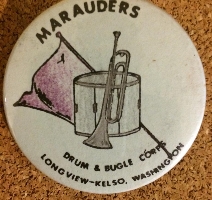 MARAUDERS
DRUM & BUGLE CORPS
LONGVIEW-KELSO, WASHINGTON